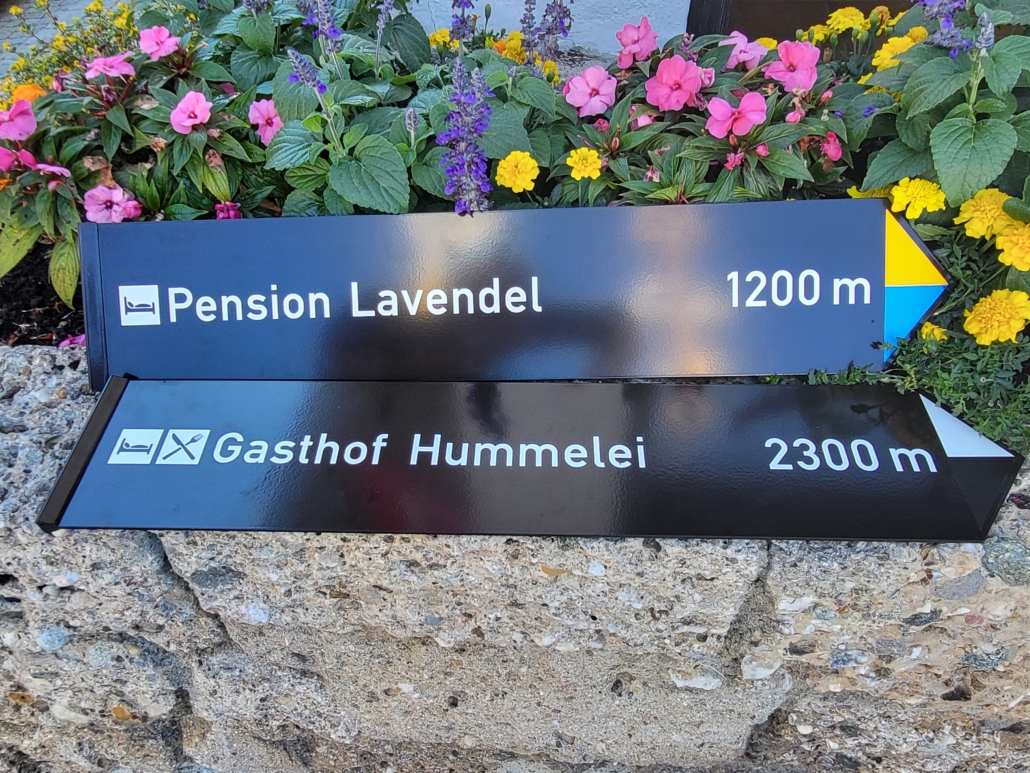 Pension Lavendel 1200 m
Gasthof Hummelei 2300 m